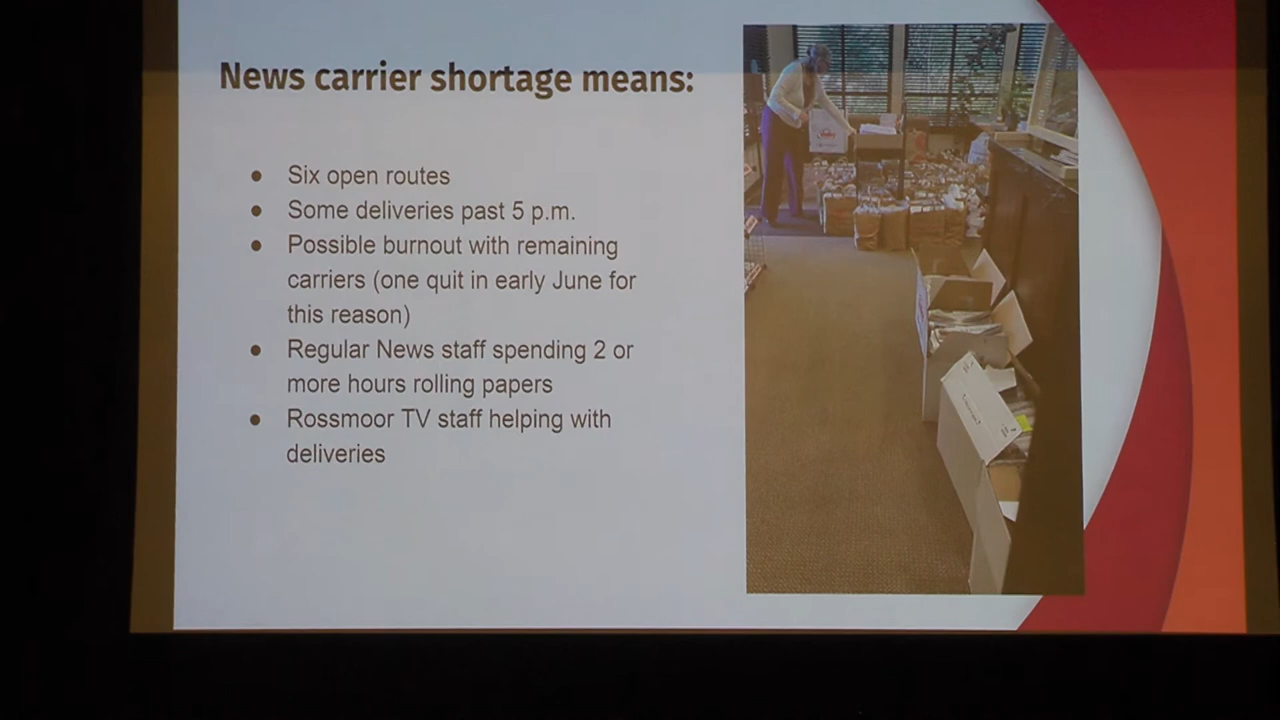 News carrier shortage means:
● Six open routes
● Some deliveries past 5 p.m.
● Possible burnout with remaining
carriers (one quit in early June for
this reason)
● Regular News staff spending 2 or
more hours rolling papers
● Rossmoor TV staff helping with
deliveries